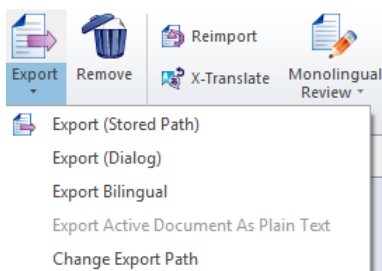 Export
Remove
Reimport
X-Translate
Monolingual
Review
Export (Stored Path)
Export (Dialog)
Export Bilingual
Export Active Document As Plain Text
Change Export Path